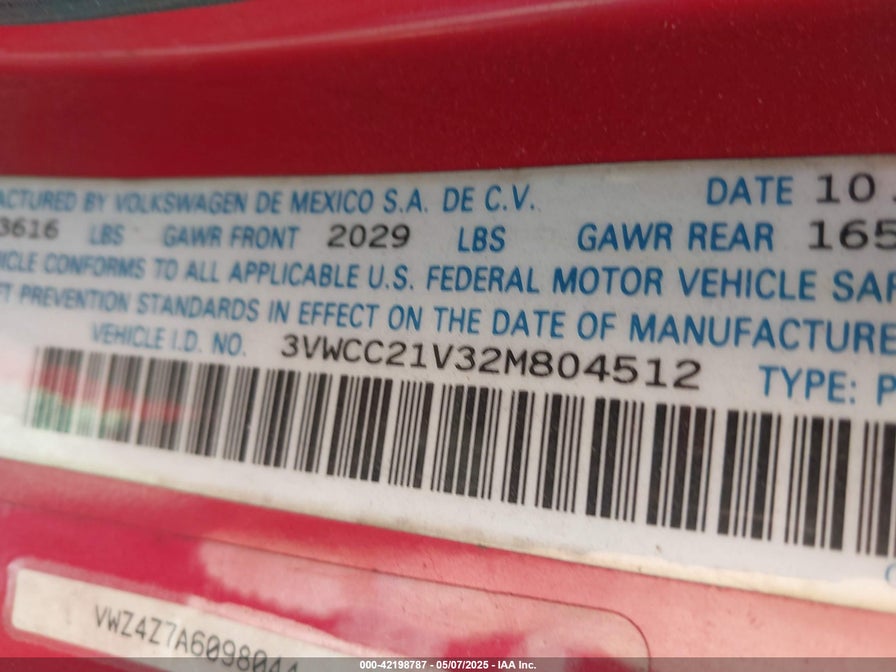 ACTURED BY VOLKSWAGEN DE MEXICO S.A. DE C.V. DATE 10
3616 LBS GAWR FRONT 2029 LBS GAWR REAR 165
ICLE CONFORMS TO ALL APPLICABLE U.S. FEDERAL MOTOR VEHICLE SA
FT PREVENTION STANDARDS IN EFFECT ON THE DATE OF MANUFACTURE
VEHICLE I.D. NO. 3VWCC21V32M804512 TYPE: P
VWZ4Z7A6098044
000-42198787 - 05/07/2025 - IAA Inc.